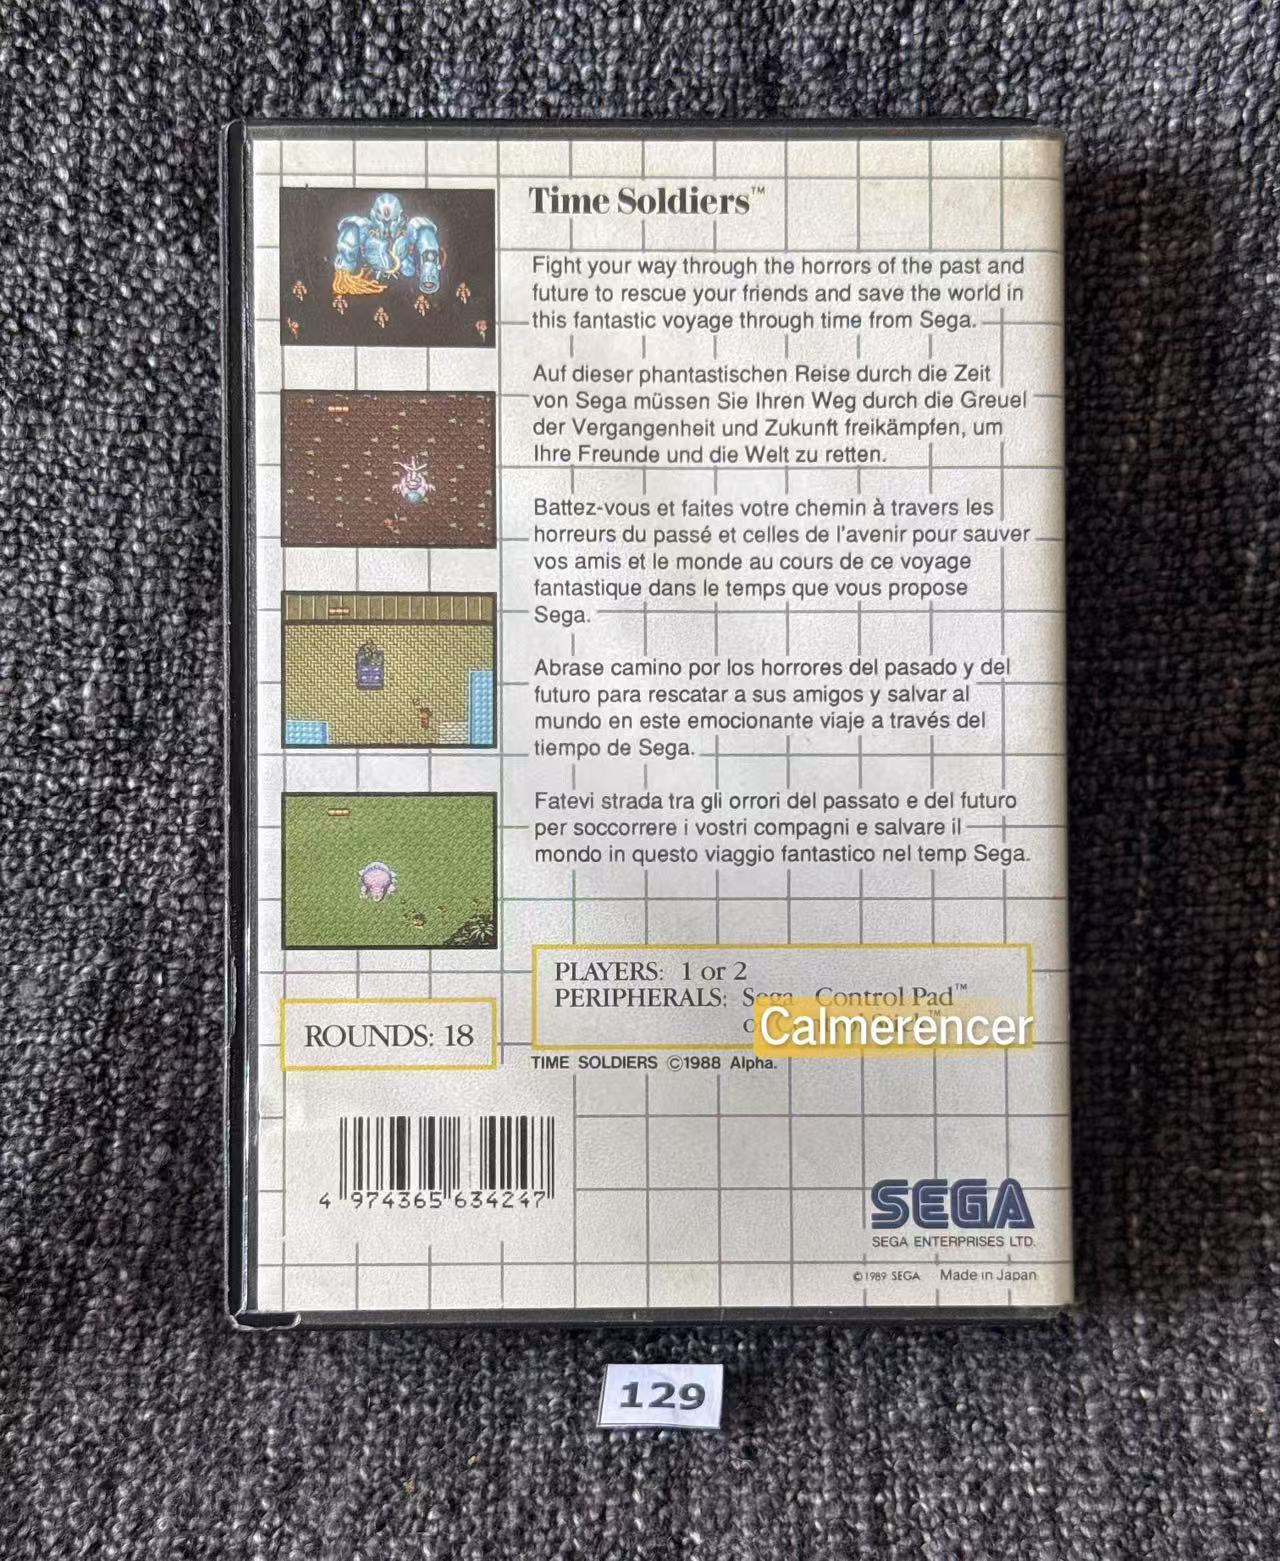 Time Soldiers™
Fight your way through the horrors of the past and
future to rescue your friends and save the world in
this fantastic voyage through time from Sega.
Auf dieser phantastischen Reise durch die Zeit
von Sega müssen Sie Ihren Weg durch die Greuel
der Vergangenheit und Zukunft freikämpfen, um
Ihre Freunde und die Welt zu retten.
Battez-vous et faites votre chemin à travers les
horreurs du passé et celles de l'avenir pour sauver
vos amis et le monde au cours de ce voyage
fantastique dans le temps que vous propose
Sega.
Abrase camino por los horrores del pasado y del
futuro para rescatar a sus amigos y salvar al
mundo en este emocionante viaje a través del
tiempo de Sega.
Fatevi strada tra gli orrori del passato e del futuro
per soccorrere i vostri compagni e salvare il
mondo in questo viaggio fantastico nel temp Sega.
PLAYERS: 1 or 2
PERIPHERALS: Sega Control Pad™
Calmerencer
ROUNDS: 18
TIME SOLDIERS ©1988 Alpha.
4 974365 634247
SEGA
SEGA ENTERPRISES LTD.
©1989 SEGA Made in Japan
129